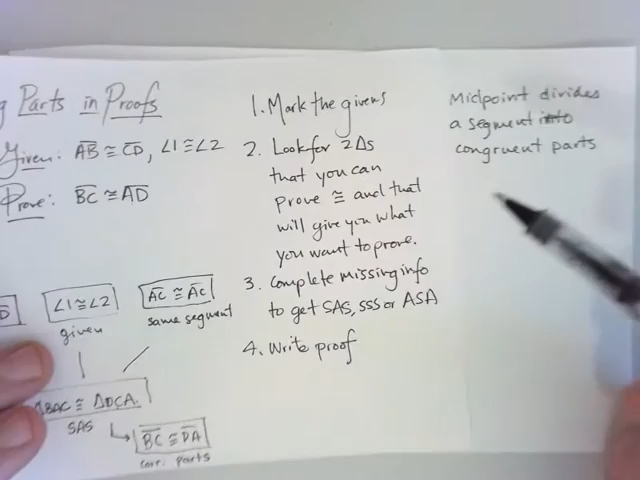 Parts in Proofs
Given: AB ≅ CD, ∠1 ≅ ∠2
Prove: BC ≅ AD
∠1 ≅ ∠2
given
AC ≅ AC
same segment
ΔBAC ≅ ΔDCA.
SAS
BC ≅ DA
corr. parts
1. Mark the givens
2. Look for 2 Δs
that you can
prove ≅ and that
will give you what
you want to prove.
3. Complete missing info
to get SAS, SSS or ASA
4. Write proof
Midpoint divides
a segment into
congruent parts